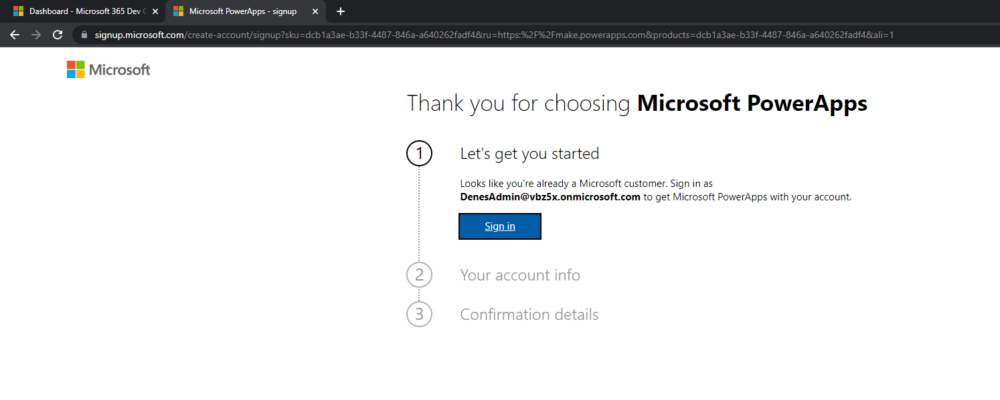 Dashboard - Microsoft 365 Dev
Microsoft PowerApps - signup
signup.microsoft.com/create-account/signup?sku=dcb1a3ae-b33f-4487-846a-a640262fadf4&ru=https:%2F%2Fmake.powerapps.com&products=dcb1a3ae-b33f-4487-846a-a640262fadf4&ali=1
Microsoft
Thank you for choosing Microsoft PowerApps
1 Let's get you started
Looks like you're already a Microsoft customer. Sign in as
DenesAdmin@vbz5x.onmicrosoft.com to get Microsoft PowerApps with your account.
Sign in
2 Your account info
3 Confirmation details